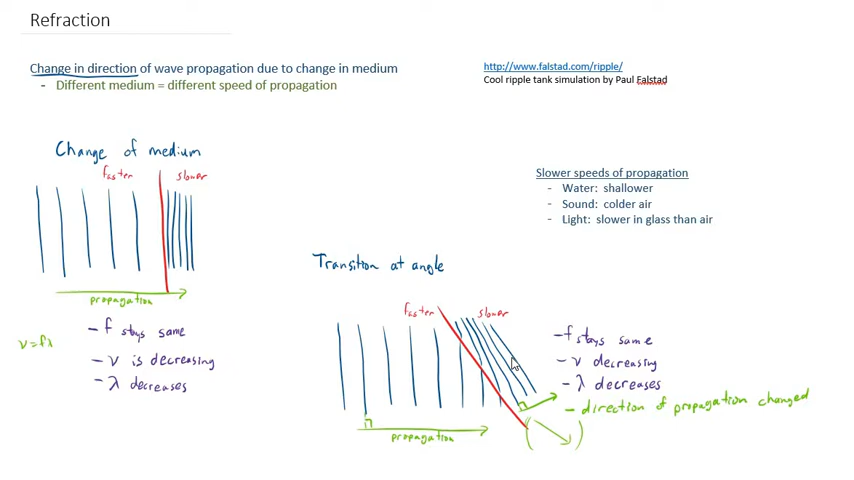 Refraction
Change in direction of wave propagation due to change in medium
- Different medium = different speed of propagation
http://www.falstad.com/ripple/
Cool ripple tank simulation by Paul Falstad
Change of medium
faster
slower
propagation
v=fλ
- f stays same
- v is decreasing
- λ decreases
Slower speeds of propagation
- Water: shallower
- Sound: colder air
- Light: slower in glass than air
Transition at angle
faster
slower
propagation
- f stays same
- v decreasing
- λ decreases
- direction of propagation changed